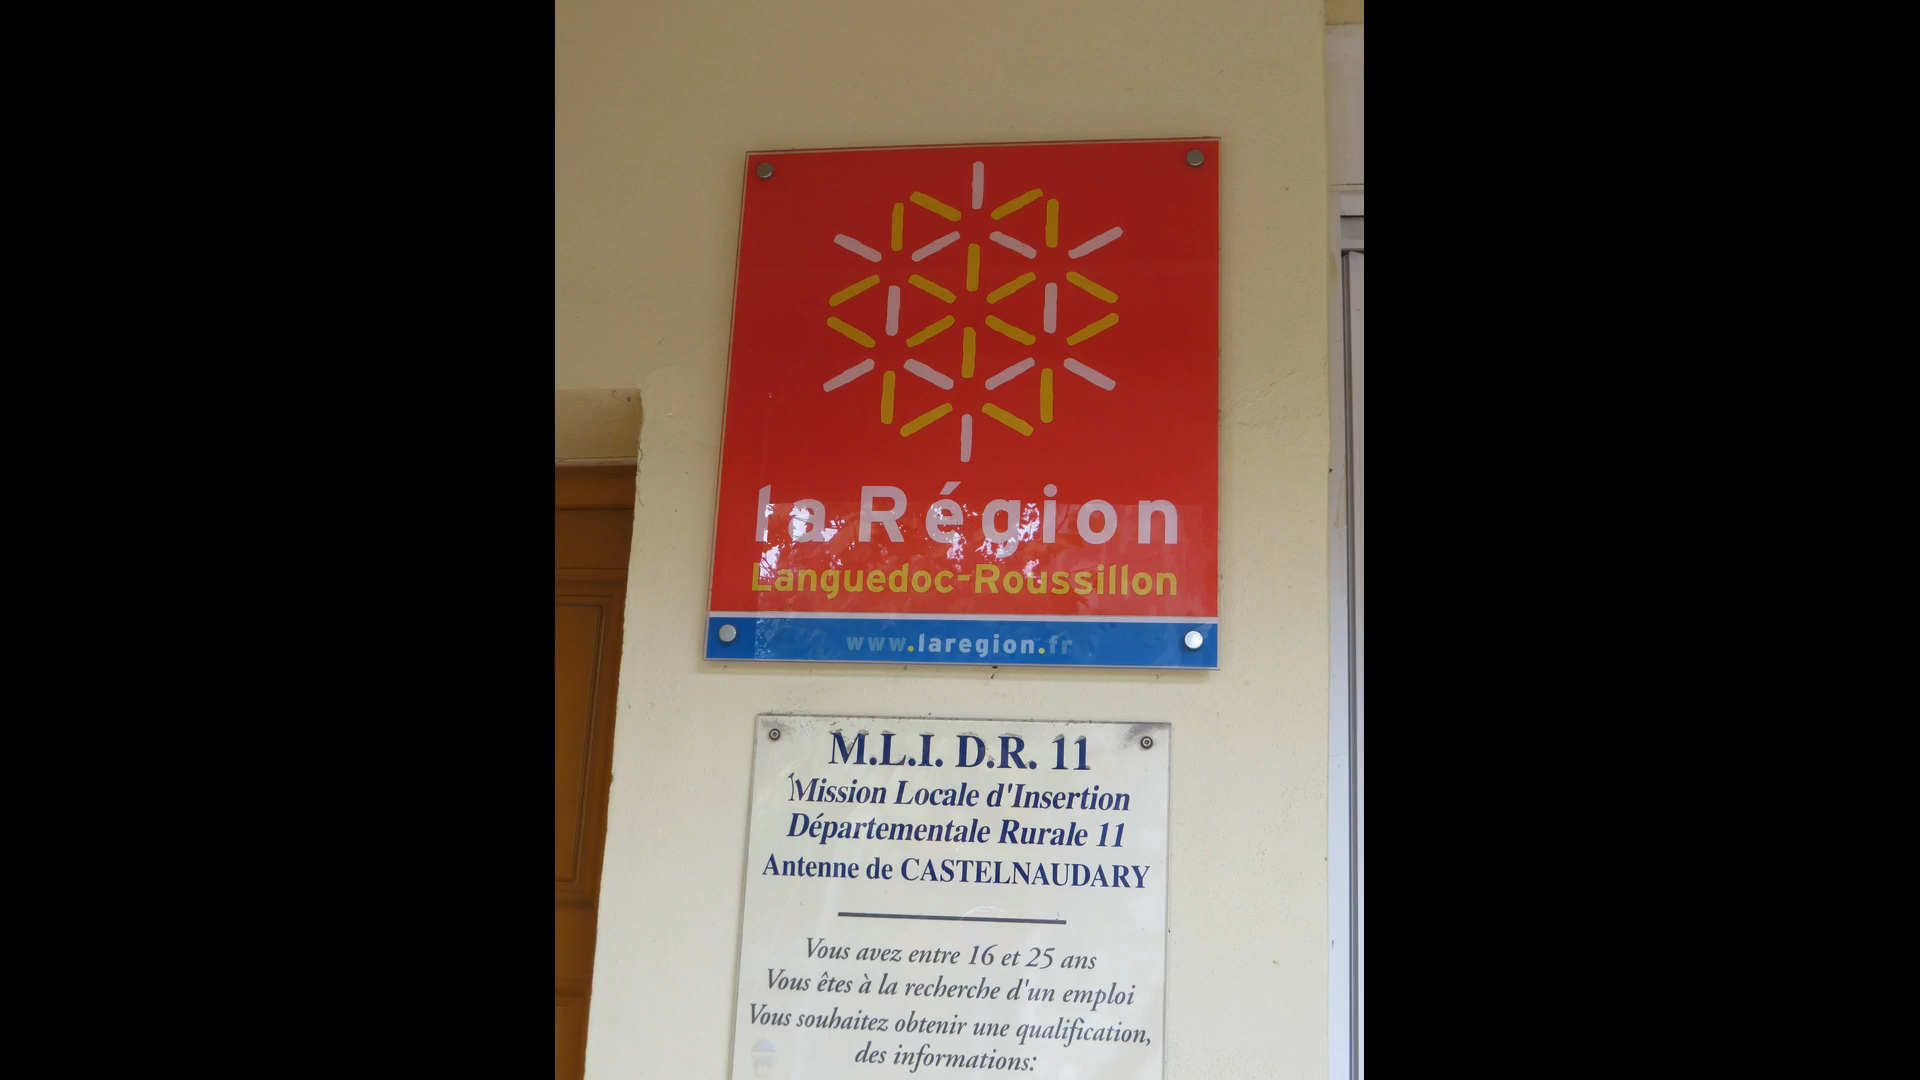 la Région
Languedoc-Roussillon
www.laregion.fr
M.L.I. D.R. 11
Mission Locale d'Insertion
Départementale Rurale 11
Antenne de CASTELNAUDARY
Vous avez entre 16 et 25 ans
Vous êtes à la recherche d'un emploi
Vous souhaitez obtenir une qualification,
des informations: